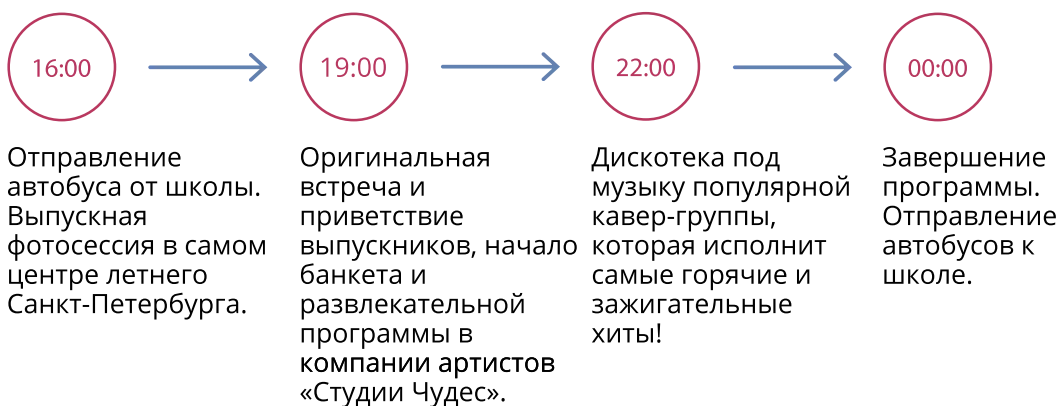 16:00
Отправление
автобуса от школы.
Выпускная
фотосессия в самом
центре летнего
Санкт-Петербурга.
19:00
Оригинальная
встреча и
приветствие
выпускников, начало
банкета и
развлекательной
программы в
компании артистов
«Студии Чудес».
22:00
Дискотека под
музыку популярной
кавер-группы,
которая исполнит
самые горячие и
зажигательные
хиты!
00:00
Завершение
программы.
Отправление
автобусов к
школе.